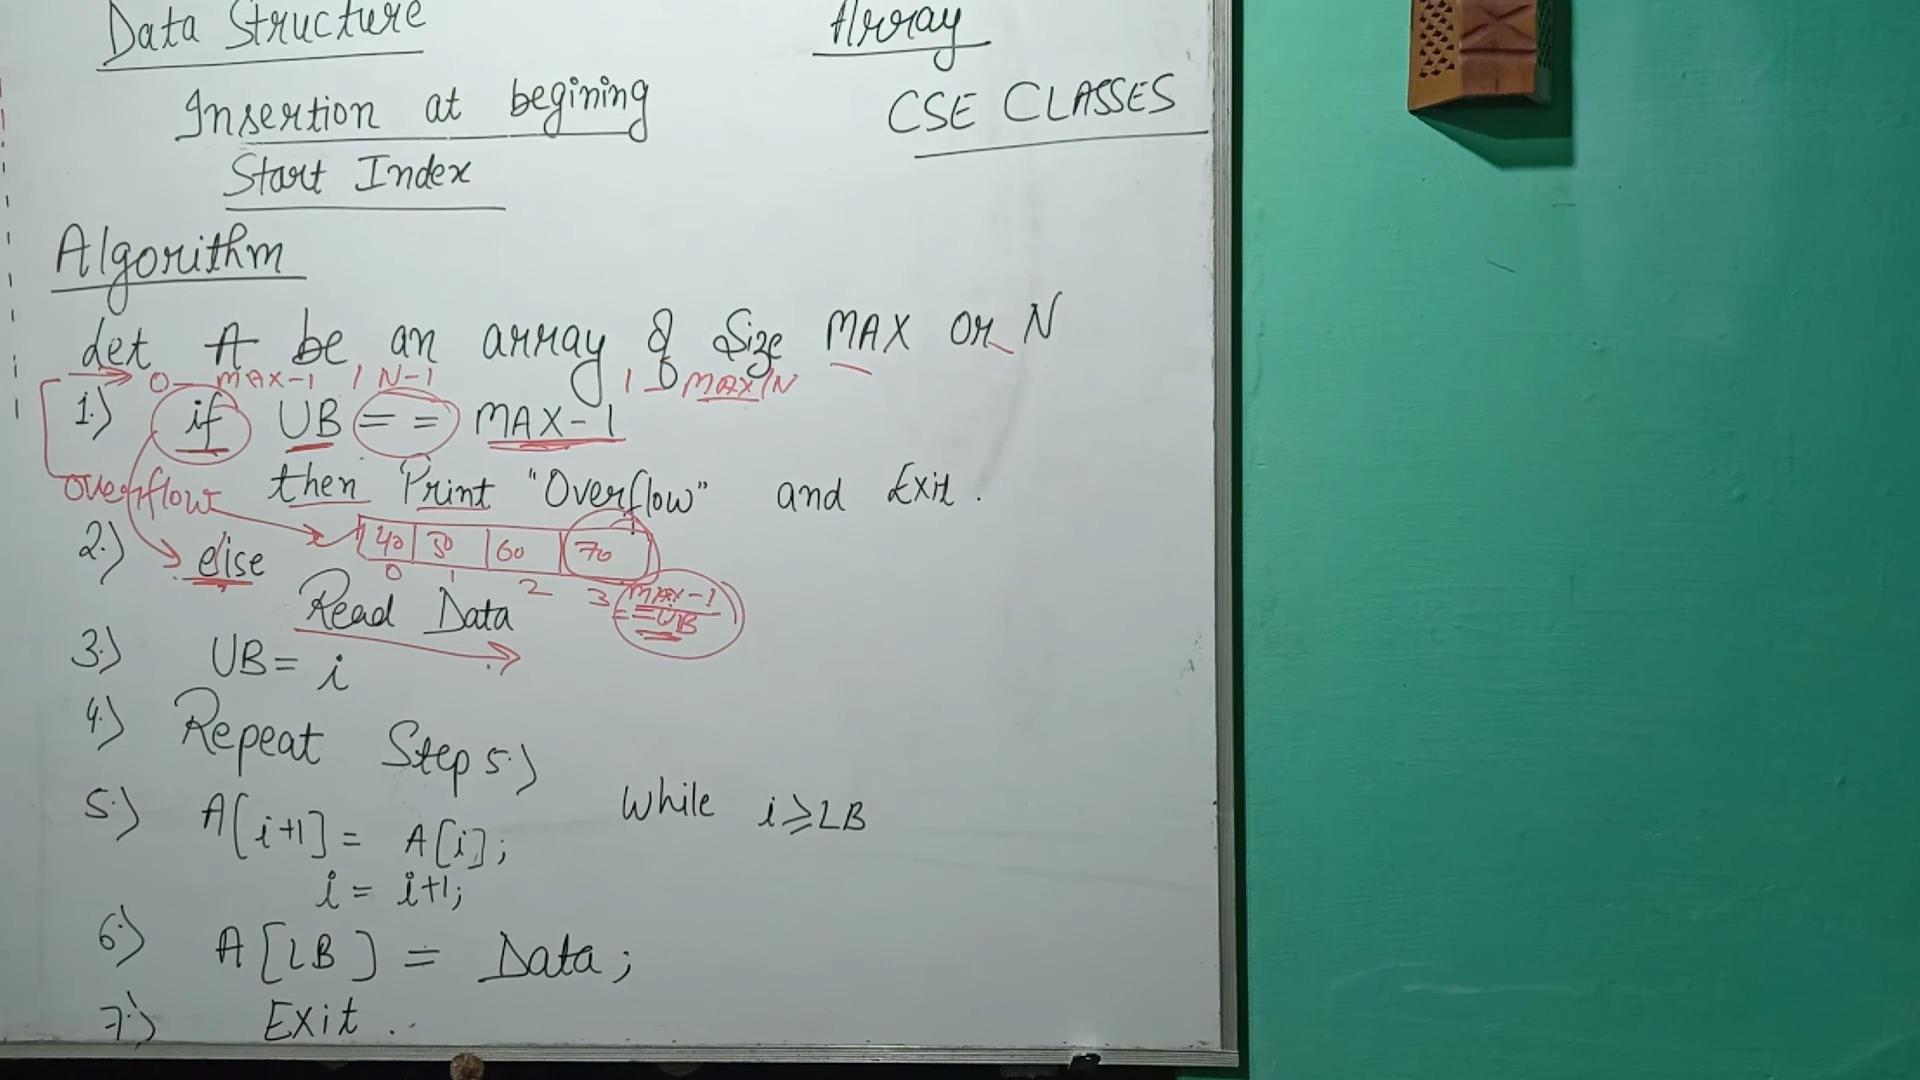 Data Structure
Array
Insertion at begining
CSE CLASSES
Start Index
Algorithm
Let A be an array of Size MAX or N
0 - MAX-1 / N-1
1 - MAX/N
1.) if UB == MAX-1
overflow
then Print "Overflow" and Exit.
40 50 60 70
0 1 2 3
MAX-1
==UB
2.) else
Read Data
3.) UB = i
4.) Repeat Step 5.)
while i≥LB
5.) A[i+1] = A[i];
i = i+1;
6.) A[LB] = Data;
7.) Exit..